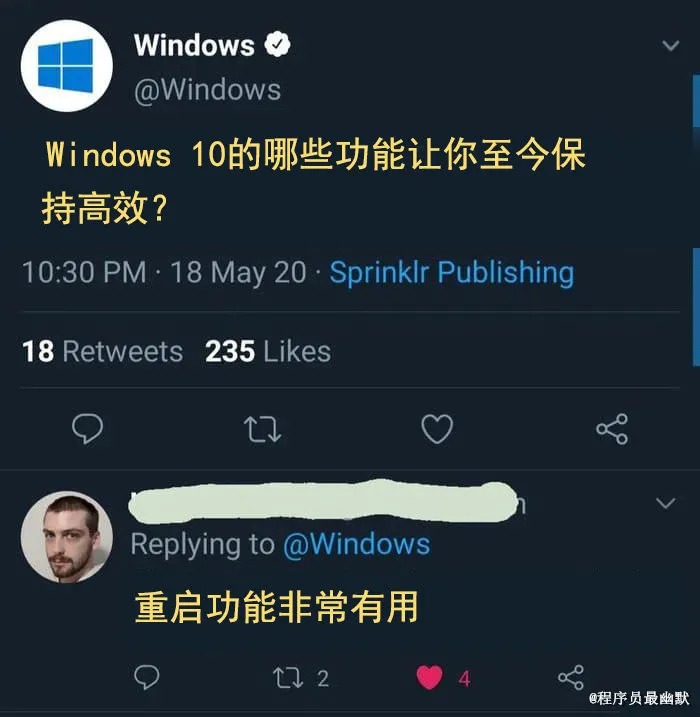 Windows
@Windows
Windows 10的哪些功能让你至今保
持高效？
10:30 PM · 18 May 20 · Sprinklr Publishing
18 Retweets 235 Likes
Replying to @Windows
重启功能非常有用
2 4
@程序员最幽默